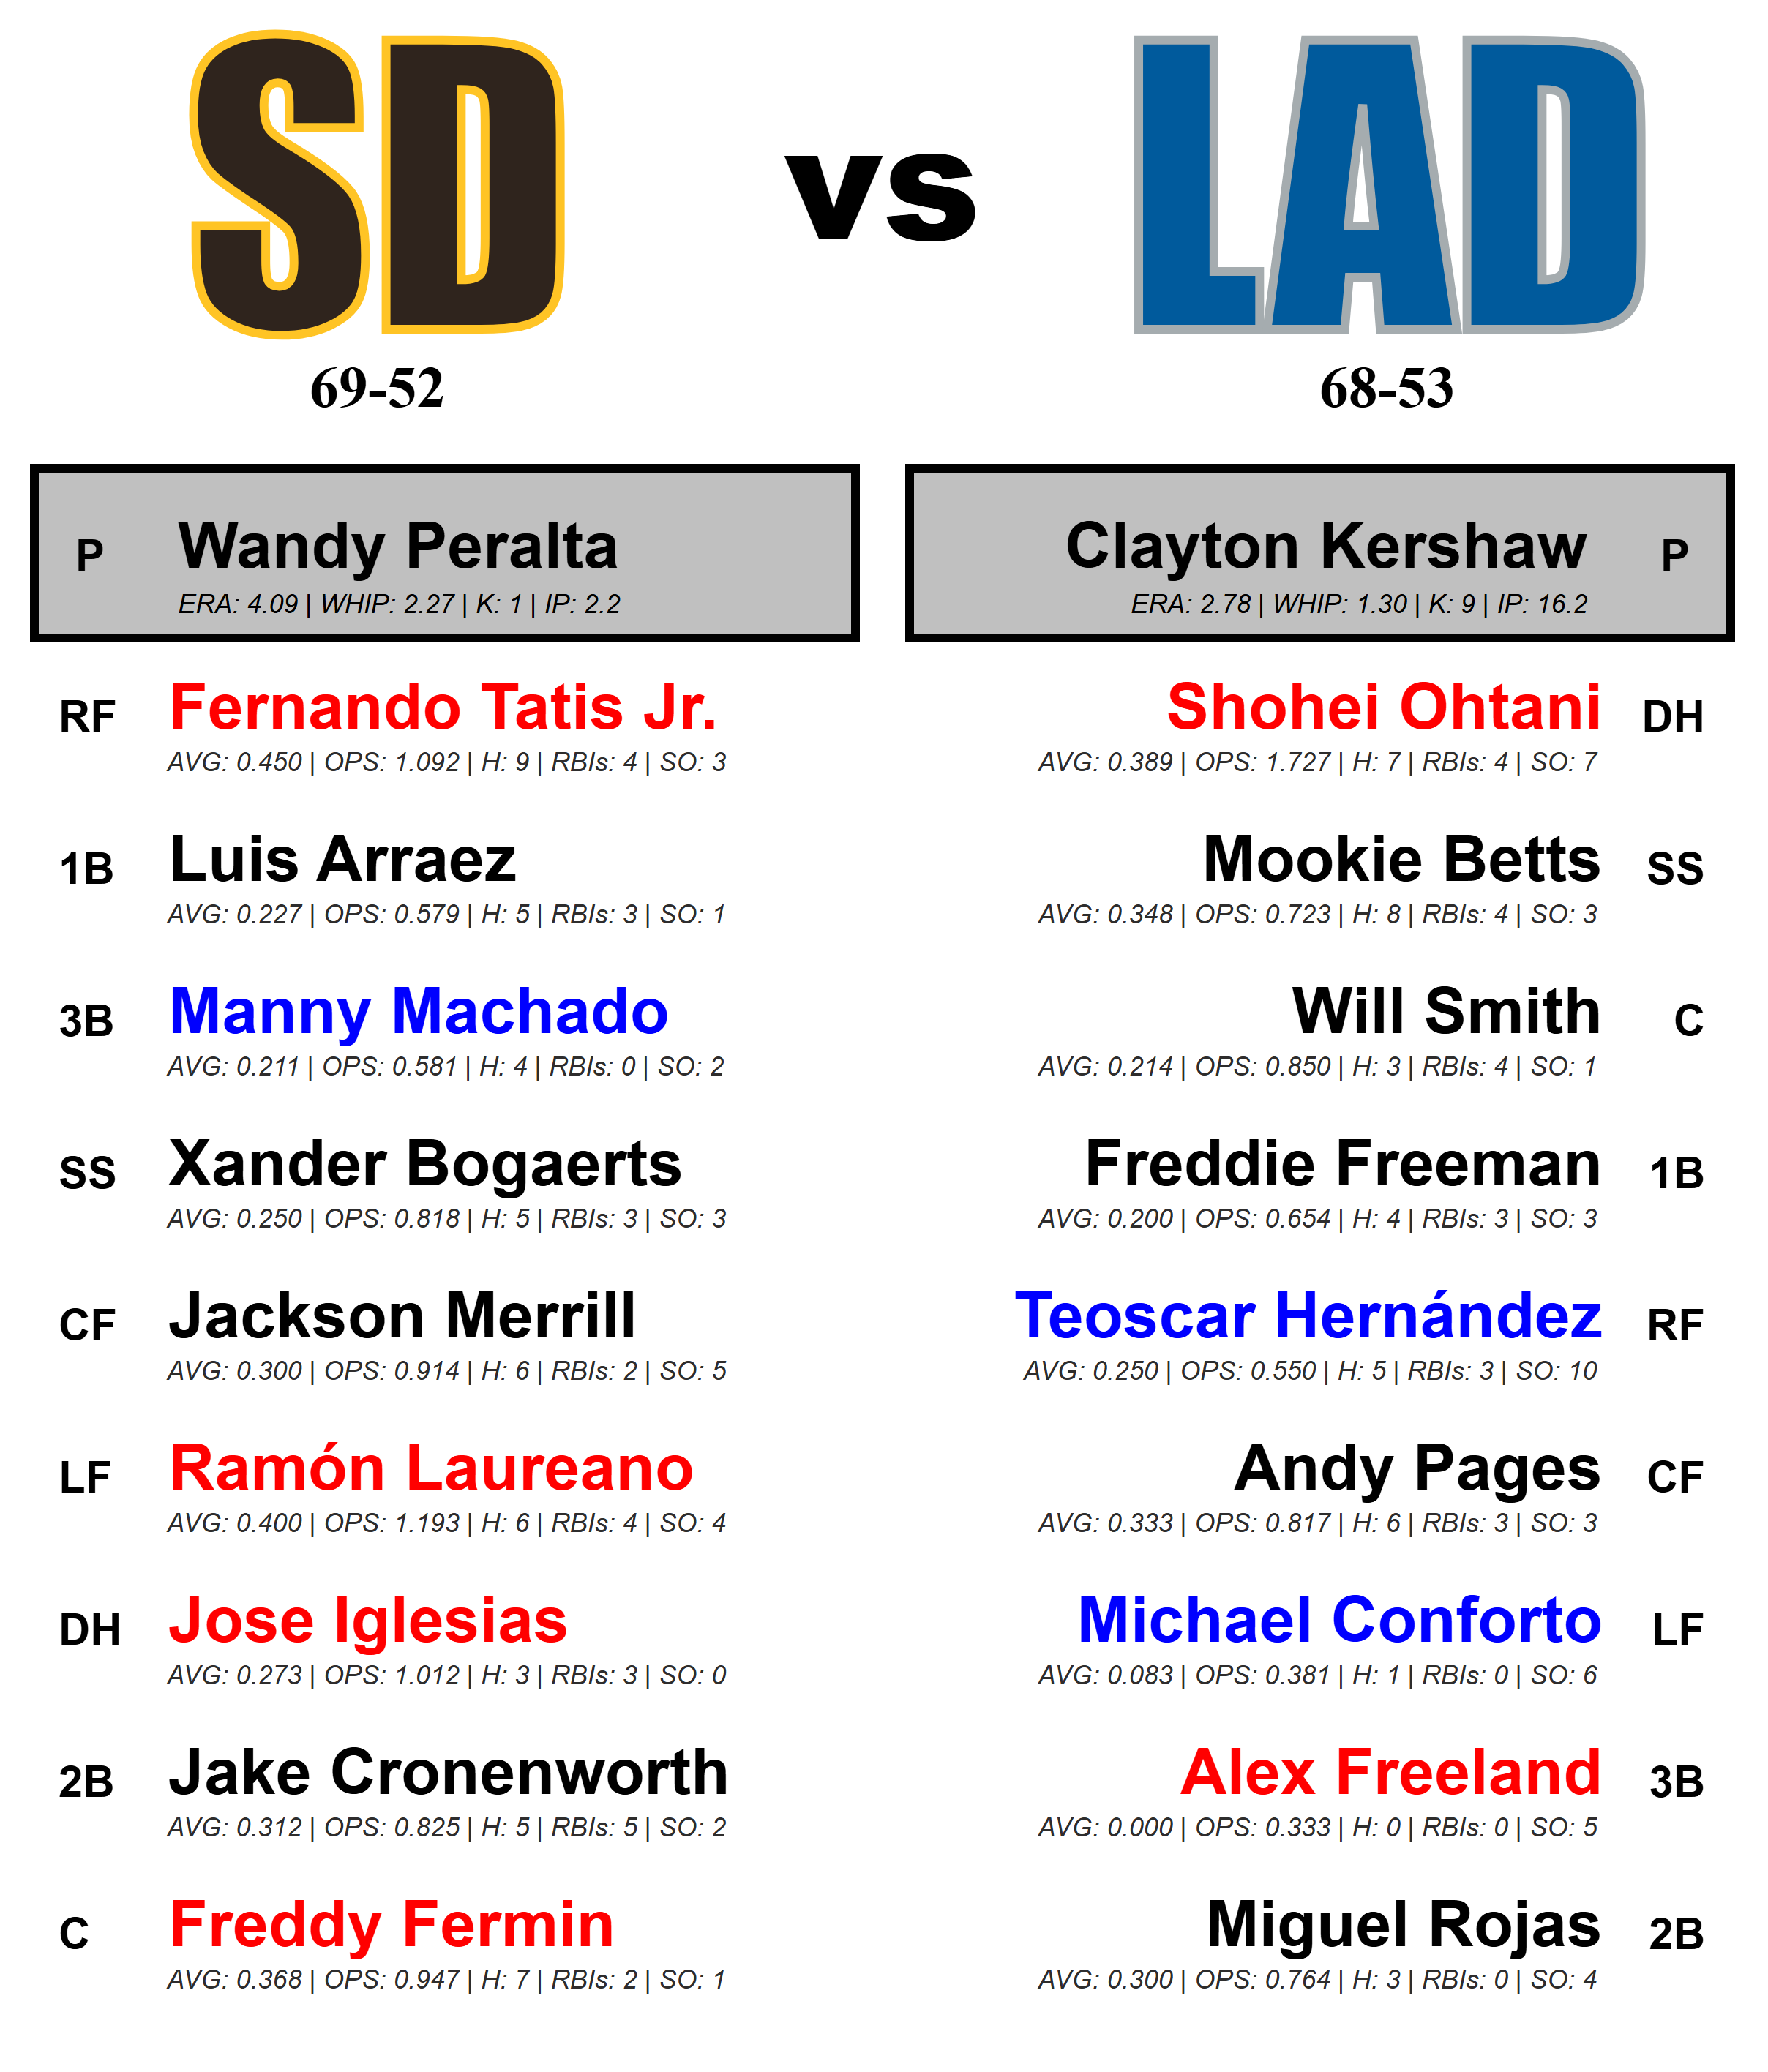 SD vs LAD
69-52
68-53
P Wandy Peralta
ERA: 4.09 | WHIP: 2.27 | K: 1 | IP: 2.2
Clayton Kershaw P
ERA: 2.78 | WHIP: 1.30 | K: 9 | IP: 16.2
RF Fernando Tatis Jr.
AVG: 0.450 | OPS: 1.092 | H: 9 | RBIs: 4 | SO: 3
1B Luis Arraez
AVG: 0.227 | OPS: 0.579 | H: 5 | RBIs: 3 | SO: 1
3B Manny Machado
AVG: 0.211 | OPS: 0.581 | H: 4 | RBIs: 0 | SO: 2
SS Xander Bogaerts
AVG: 0.250 | OPS: 0.818 | H: 5 | RBIs: 3 | SO: 3
CF Jackson Merrill
AVG: 0.300 | OPS: 0.914 | H: 6 | RBIs: 2 | SO: 5
LF Ramón Laureano
AVG: 0.400 | OPS: 1.193 | H: 6 | RBIs: 4 | SO: 4
DH Jose Iglesias
AVG: 0.273 | OPS: 1.012 | H: 3 | RBIs: 3 | SO: 0
2B Jake Cronenworth
AVG: 0.312 | OPS: 0.825 | H: 5 | RBIs: 5 | SO: 2
C Freddy Fermin
AVG: 0.368 | OPS: 0.947 | H: 7 | RBIs: 2 | SO: 1
Shohei Ohtani DH
AVG: 0.389 | OPS: 1.727 | H: 7 | RBIs: 4 | SO: 7
Mookie Betts SS
AVG: 0.348 | OPS: 0.723 | H: 8 | RBIs: 4 | SO: 3
Will Smith C
AVG: 0.214 | OPS: 0.850 | H: 3 | RBIs: 4 | SO: 1
Freddie Freeman 1B
AVG: 0.200 | OPS: 0.654 | H: 4 | RBIs: 3 | SO: 3
Teoscar Hernández RF
AVG: 0.250 | OPS: 0.550 | H: 5 | RBIs: 3 | SO: 10
Andy Pages CF
AVG: 0.333 | OPS: 0.817 | H: 6 | RBIs: 3 | SO: 3
Michael Conforto LF
AVG: 0.083 | OPS: 0.381 | H: 1 | RBIs: 0 | SO: 6
Alex Freeland 3B
AVG: 0.000 | OPS: 0.333 | H: 0 | RBIs: 0 | SO: 5
Miguel Rojas 2B
AVG: 0.300 | OPS: 0.764 | H: 3 | RBIs: 0 | SO: 4